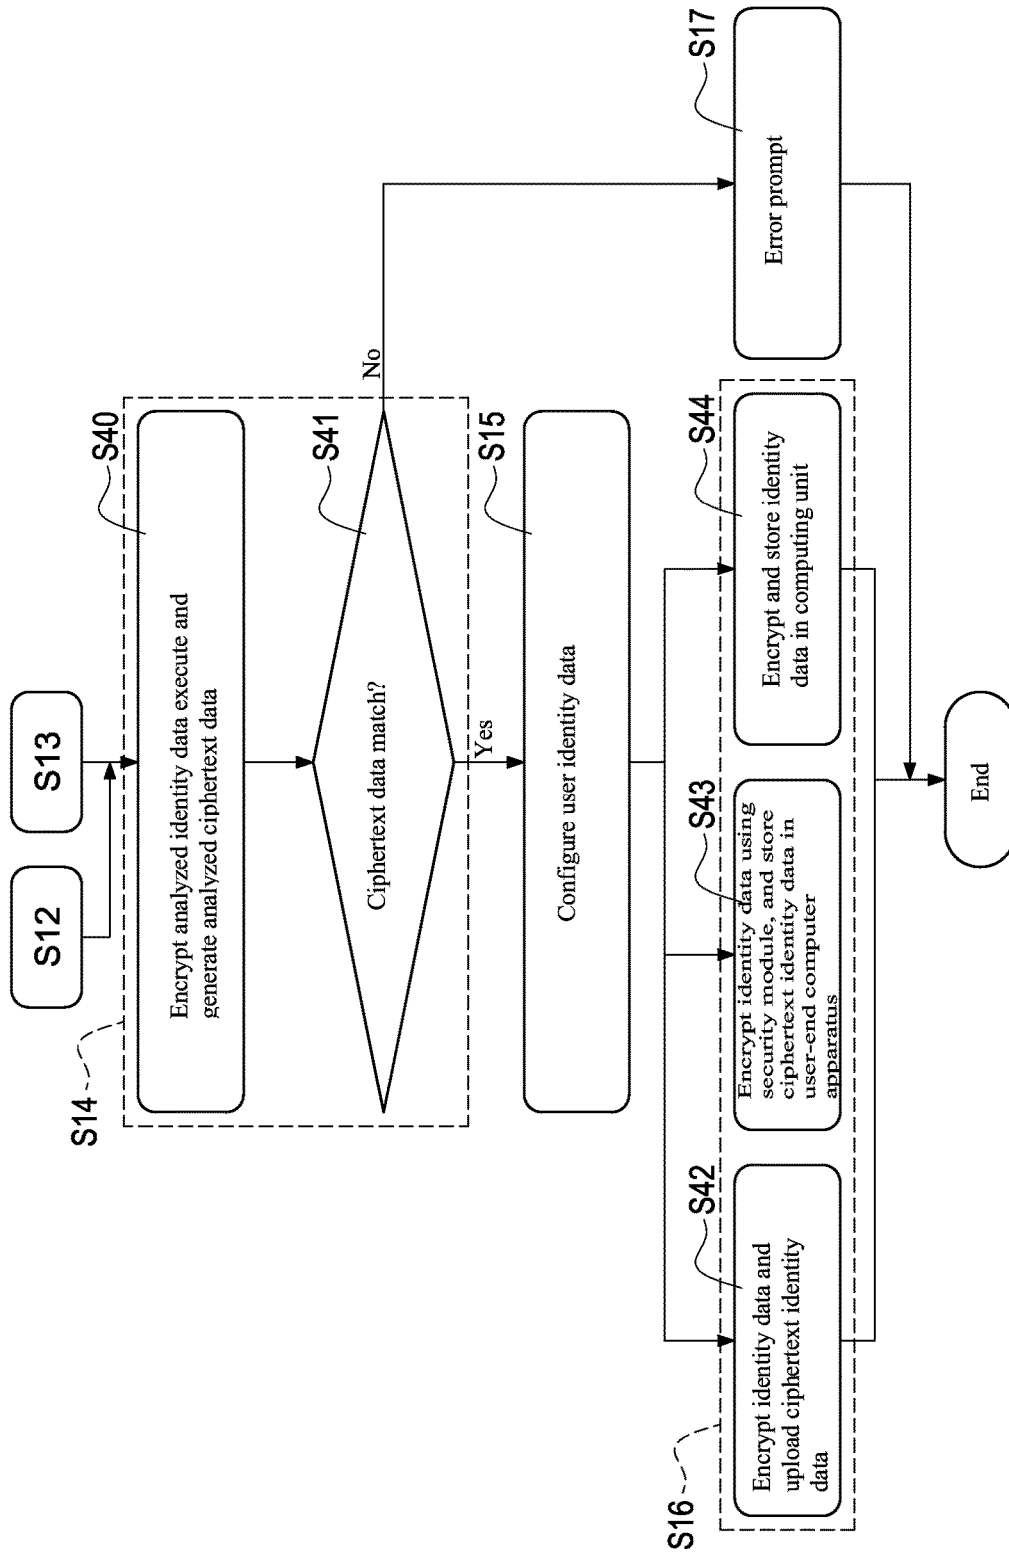 S12
S13
S14
S40
Encrypt analyzed identity data execute and
generate analyzed ciphertext data
S41
Ciphertext data match?
No
Yes
S15
Configure user identity data
S16
S42
Encrypt identity data and
upload ciphertext identity
data
S43
Encrypt identity data using
security module, and store
ciphertext identity data in
user-end computer
apparatus
S44
Encrypt and store identity
data in computing unit
S17
Error prompt
End